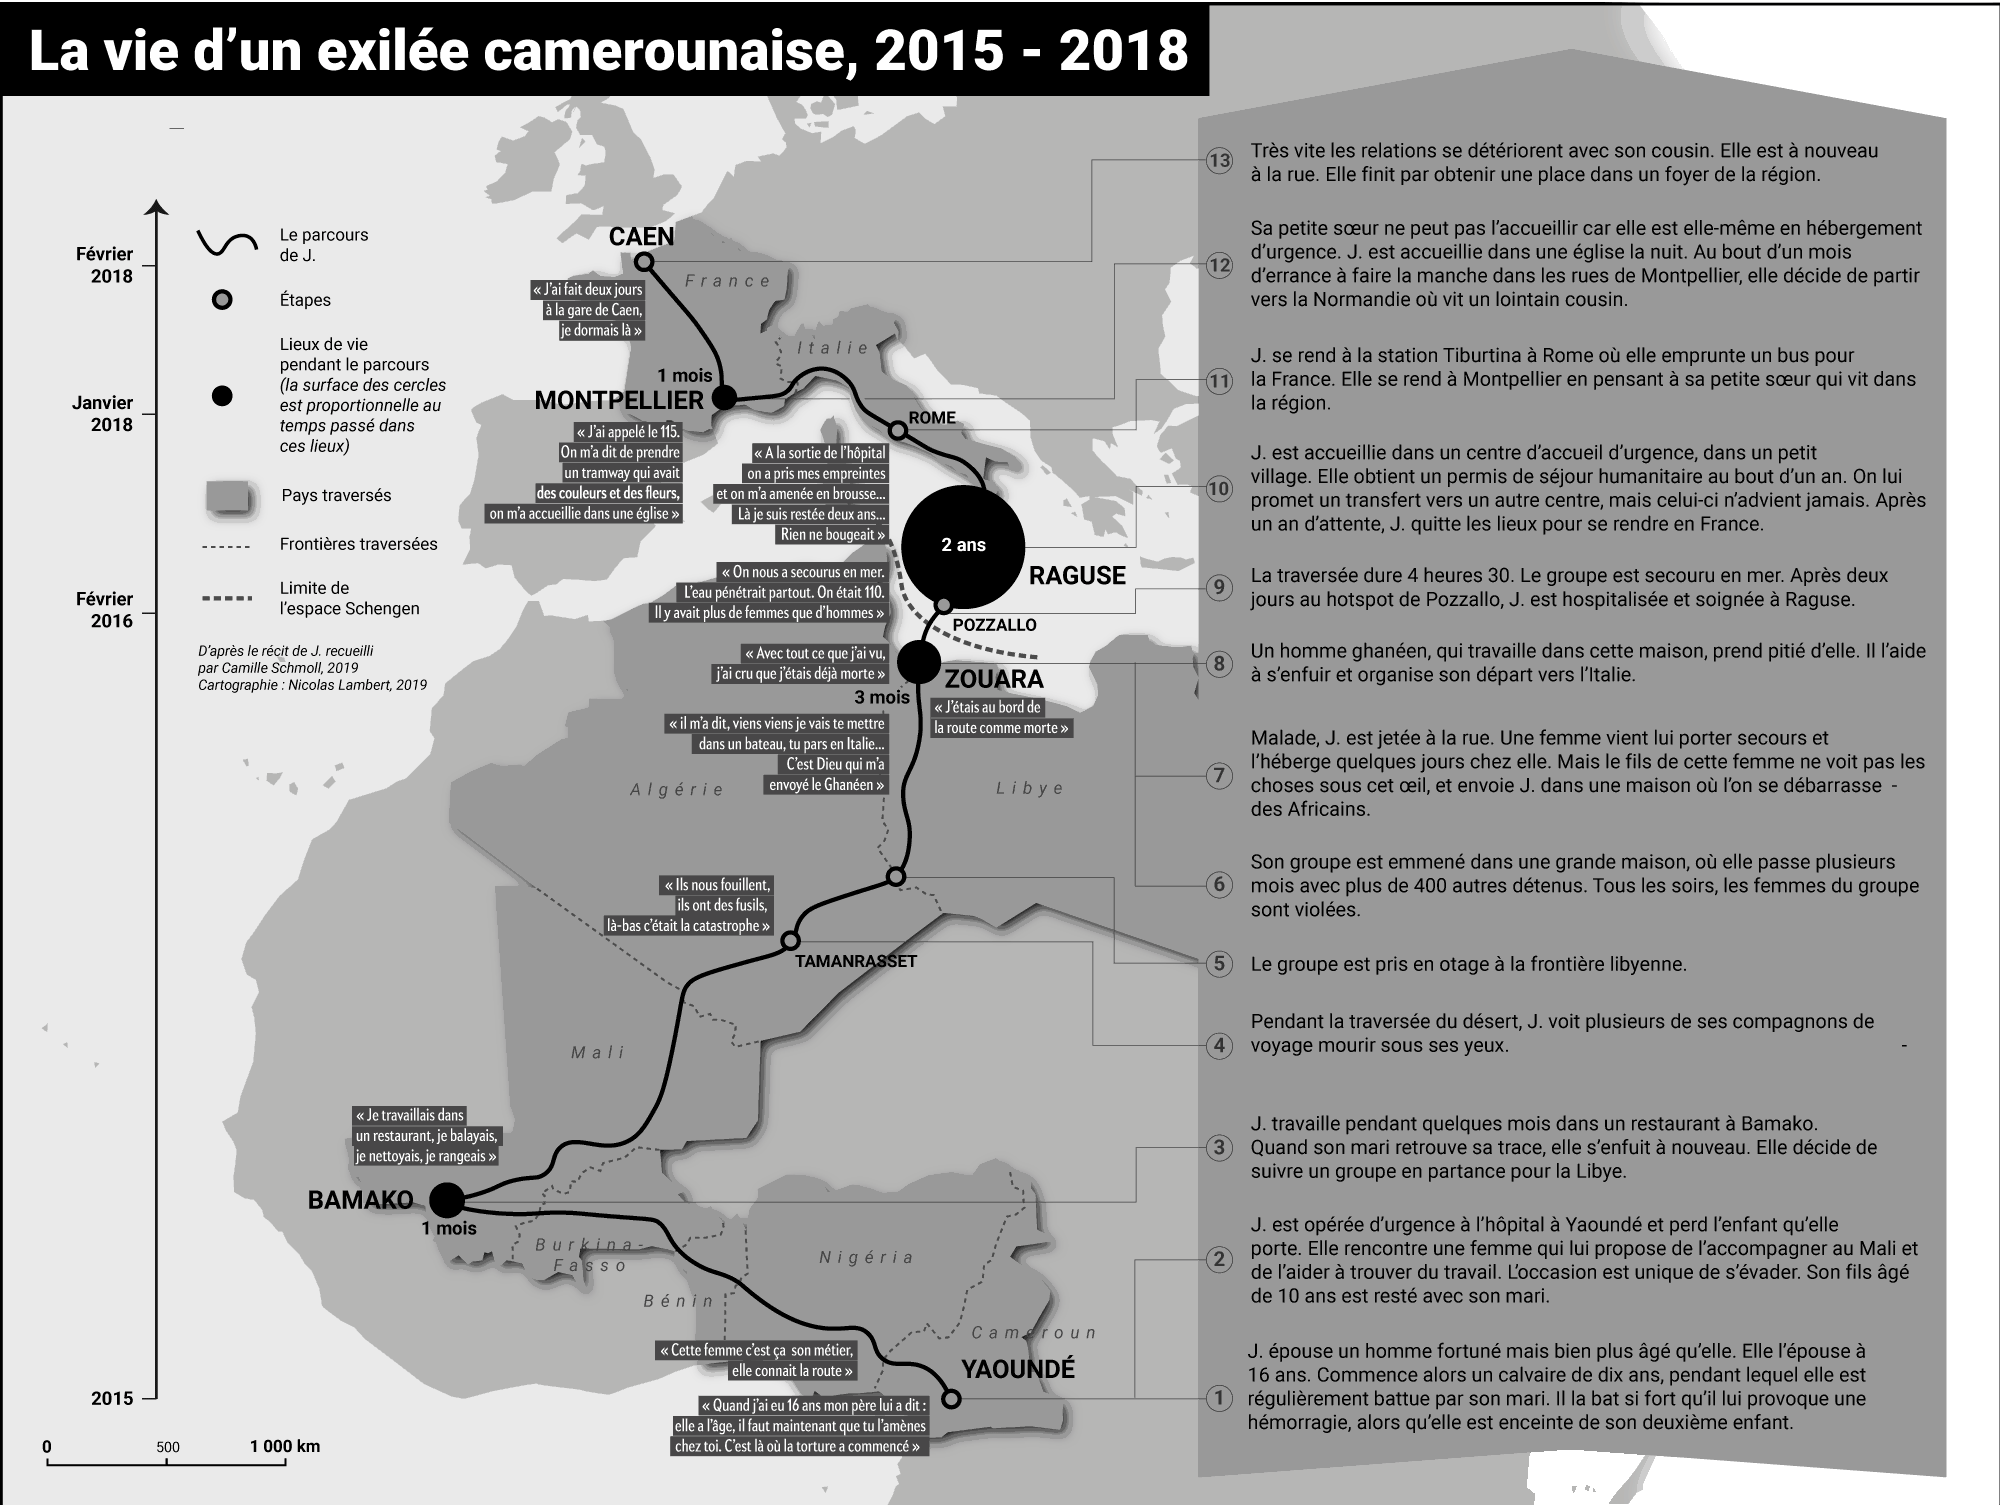 La vie d’un exilée camerounaise, 2015 - 2018
Février
2018
Janvier
2018
Février
2016
2015
Le parcours
de J.
Étapes
Lieux de vie
pendant le parcours
(la surface des cercles
est proportionnelle au
temps passé dans
ces lieux)
Pays traversés
Frontières traversées
Limite de
l’espace Schengen
D’après le récit de J. recueilli
par Camille Schmoll, 2019
Cartographie : Nicolas Lambert, 2019
0
500
1 000 km
CAEN
France
« J’ai fait deux jours
à la gare de Caen,
je dormais là »
Italie
1 mois
MONTPELLIER
ROME
« J’ai appelé le 115.
On m’a dit de prendre
un tramway qui avait
des couleurs et des fleurs,
on m’a accueillie dans une église »
« A la sortie de l’hôpital
on a pris mes empreintes
et on m’a amenée en brousse...
Là je suis restée deux ans...
Rien ne bougeait »
2 ans
RAGUSE
« On nous a secourus en mer.
L’eau pénétrait partout. On était 110.
Il y avait plus de femmes que d’hommes »
POZZALLO
« Avec tout ce que j’ai vu,
j’ai cru que j’étais déjà morte »
ZOUARA
3 mois
« J’étais au bord de
la route comme morte »
« il m’a dit, viens viens je vais te mettre
dans un bateau, tu pars en Italie...
C’est Dieu qui m’a
envoyé le Ghanéen »
Algérie
Libye
« Ils nous fouillent,
ils ont des fusils,
là-bas c’était la catastrophe »
TAMANRASSET
Mali
« Je travaillais dans
un restaurant, je balayais,
je nettoyais, je rangeais »
BAMAKO
1 mois
Burkina-
Fasso
Nigéria
Bénin
Cameroun
« Cette femme c’est ça son métier,
elle connait la route »
YAOUNDÉ
« Quand j’ai eu 16 ans mon père lui a dit :
elle a l’âge, il faut maintenant que tu l’amènes
chez toi. C’est là où la torture a commencé »
13
Très vite les relations se détériorent avec son cousin. Elle est à nouveau
à la rue. Elle finit par obtenir une place dans un foyer de la région.
12
Sa petite sœur ne peut pas l’accueillir car elle est elle-même en hébergement
d’urgence. J. est accueillie dans une église la nuit. Au bout d’un mois
d’errance à faire la manche dans les rues de Montpellier, elle décide de partir
vers la Normandie où vit un lointain cousin.
11
J. se rend à la station Tiburtina à Rome où elle emprunte un bus pour
la France. Elle se rend à Montpellier en pensant à sa petite sœur qui vit dans
la région.
10
J. est accueillie dans un centre d’accueil d’urgence, dans un petit
village. Elle obtient un permis de séjour humanitaire au bout d’un an. On lui
promet un transfert vers un autre centre, mais celui-ci n’advient jamais. Après
un an d’attente, J. quitte les lieux pour se rendre en France.
9
La traversée dure 4 heures 30. Le groupe est secouru en mer. Après deux
jours au hotspot de Pozzallo, J. est hospitalisée et soignée à Raguse.
8
Un homme ghanéen, qui travaille dans cette maison, prend pitié d’elle. Il l’aide
à s’enfuir et organise son départ vers l’Italie.
7
Malade, J. est jetée à la rue. Une femme vient lui porter secours et
l’héberge quelques jours chez elle. Mais le fils de cette femme ne voit pas les
choses sous cet œil, et envoie J. dans une maison où l’on se débarrasse -
des Africains.
6
Son groupe est emmené dans une grande maison, où elle passe plusieurs
mois avec plus de 400 autres détenus. Tous les soirs, les femmes du groupe
sont violées.
5
Le groupe est pris en otage à la frontière libyenne.
4
Pendant la traversée du désert, J. voit plusieurs de ses compagnons de
voyage mourir sous ses yeux. -
3
J. travaille pendant quelques mois dans un restaurant à Bamako.
Quand son mari retrouve sa trace, elle s’enfuit à nouveau. Elle décide de
suivre un groupe en partance pour la Libye.
2
J. est opérée d’urgence à l’hôpital à Yaoundé et perd l’enfant qu’elle
porte. Elle rencontre une femme qui lui propose de l’accompagner au Mali et
de l’aider à trouver du travail. L’occasion est unique de s’évader. Son fils âgé
de 10 ans est resté avec son mari.
1
J. épouse un homme fortuné mais bien plus âgé qu’elle. Elle l’épouse à
16 ans. Commence alors un calvaire de dix ans, pendant lequel elle est
régulièrement battue par son mari. Il la bat si fort qu’il lui provoque une
hémorragie, alors qu’elle est enceinte de son deuxième enfant.